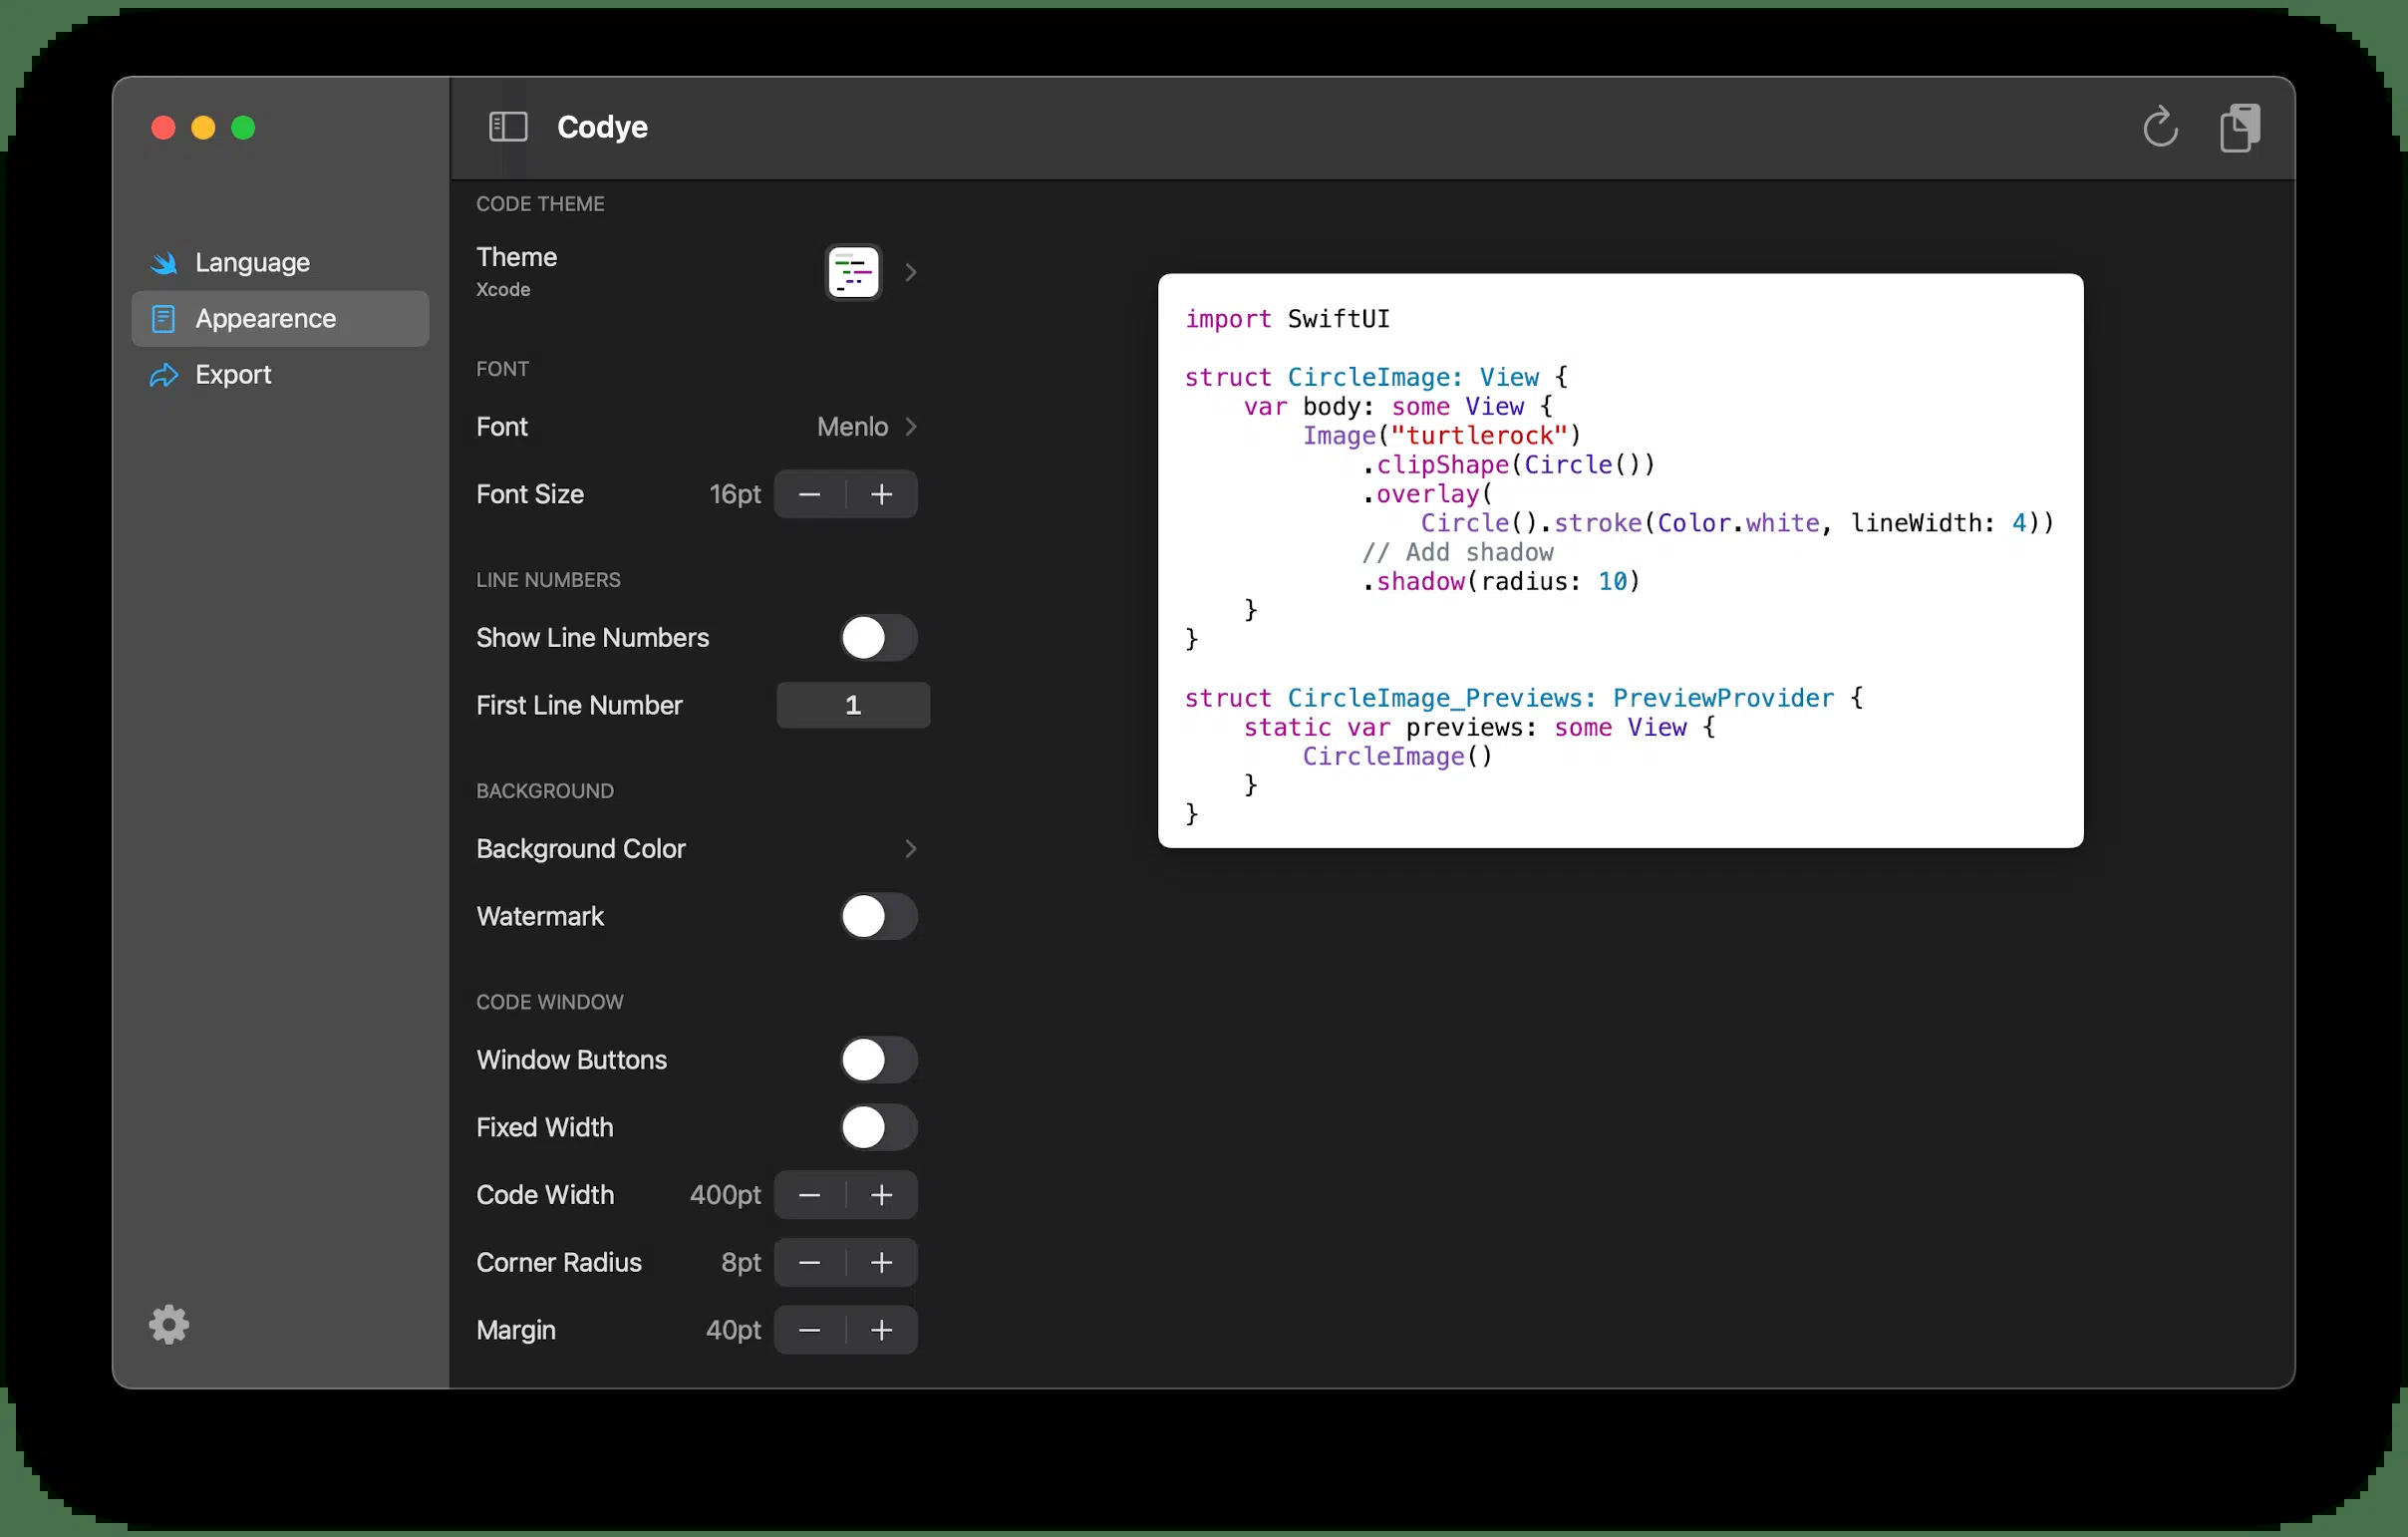 Codye
Language
Appearence
Export
CODE THEME
Theme
Xcode
FONT
Font Menlo
Font Size 16pt
LINE NUMBERS
Show Line Numbers
First Line Number 1
BACKGROUND
Background Color
Watermark
CODE WINDOW
Window Buttons
Fixed Width
Code Width 400pt
Corner Radius 8pt
Margin 40pt
import SwiftUI
struct CircleImage: View {
    var body: some View {
        Image("turtlerock")
            .clipShape(Circle())
            .overlay(
                Circle().stroke(Color.white, lineWidth: 4))
            // Add shadow
            .shadow(radius: 10)
    }
}
struct CircleImage_Previews: PreviewProvider {
    static var previews: some View {
        CircleImage()
    }
}